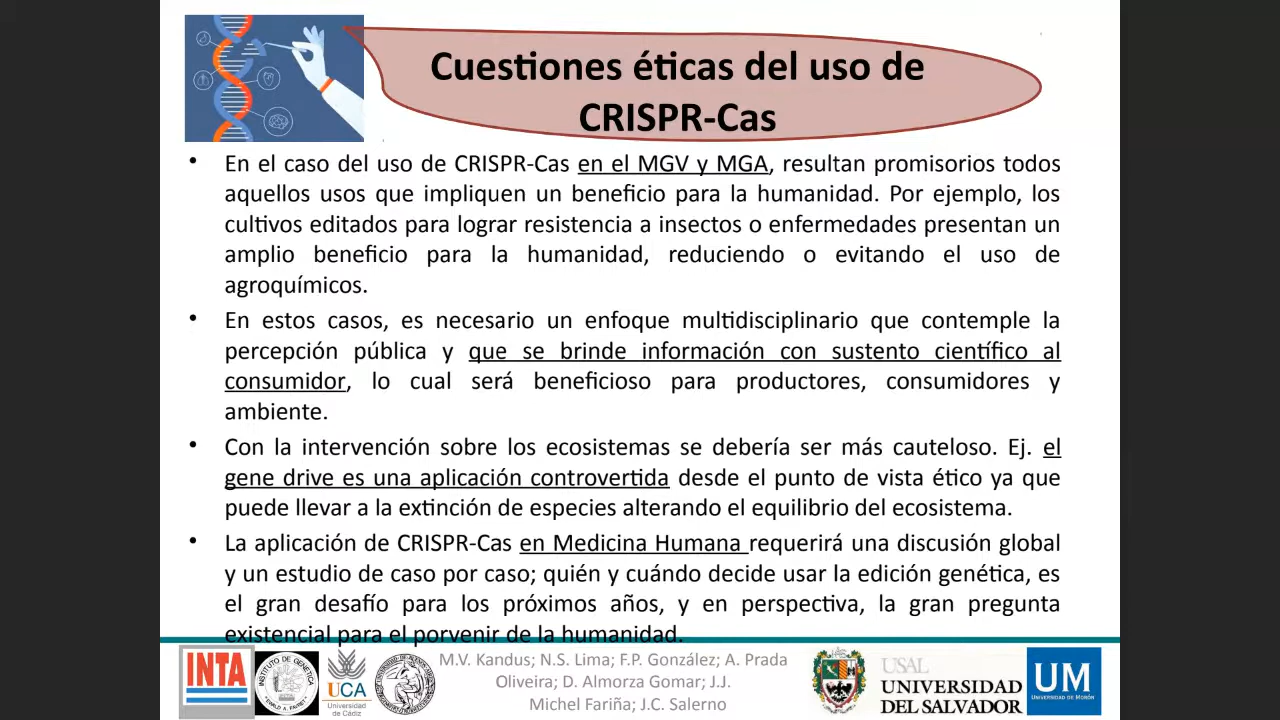 Cuestiones éticas del uso de
CRISPR-Cas
• En el caso del uso de CRISPR-Cas en el MGV y MGA, resultan promisorios todos
aquellos usos que impliquen un beneficio para la humanidad. Por ejemplo, los
cultivos editados para lograr resistencia a insectos o enfermedades presentan un
amplio beneficio para la humanidad, reduciendo o evitando el uso de
agroquímicos.
• En estos casos, es necesario un enfoque multidisciplinario que contemple la
percepción pública y que se brinde información con sustento científico al
consumidor, lo cual será beneficioso para productores, consumidores y
ambiente.
• Con la intervención sobre los ecosistemas se debería ser más cauteloso. Ej. el
gene drive es una aplicación controvertida desde el punto de vista ético ya que
puede llevar a la extinción de especies alterando el equilibrio del ecosistema.
• La aplicación de CRISPR-Cas en Medicina Humana requerirá una discusión global
y un estudio de caso por caso; quién y cuándo decide usar la edición genética, es
el gran desafío para los próximos años, y en perspectiva, la gran pregunta
existencial para el porvenir de la humanidad.
INTA
INSTITUTO DE GENÉTICA
UCA
Universidad
de Cádiz
M.V. Kandus; N.S. Lima; F.P. González; A. Prada
Oliveira; D. Almorza Gomar; J.J.
Michel Fariña; J.C. Salerno
USAL
UNIVERSIDAD
DEL SALVADOR
UM
UNIVERSIDAD DE MORÓN